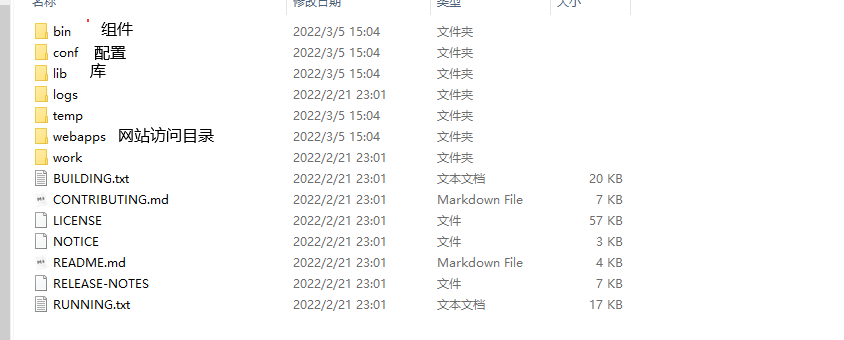 名称 修改日期 类型 大小
bin 组件 2022/3/5 15:04 文件夹
conf 配置 2022/3/5 15:04 文件夹
lib 库 2022/3/5 15:04 文件夹
logs 2022/2/21 23:01 文件夹
temp 2022/3/5 15:04 文件夹
webapps 网站访问目录 2022/3/5 15:04 文件夹
work 2022/2/21 23:01 文件夹
BUILDING.txt 2022/2/21 23:01 文本文档 20 KB
CONTRIBUTING.md 2022/2/21 23:01 Markdown File 7 KB
LICENSE 2022/2/21 23:01 文件 57 KB
NOTICE 2022/2/21 23:01 文件 3 KB
README.md 2022/2/21 23:01 Markdown File 4 KB
RELEASE-NOTES 2022/2/21 23:01 文件 7 KB
RUNNING.txt 2022/2/21 23:01 文本文档 17 KB